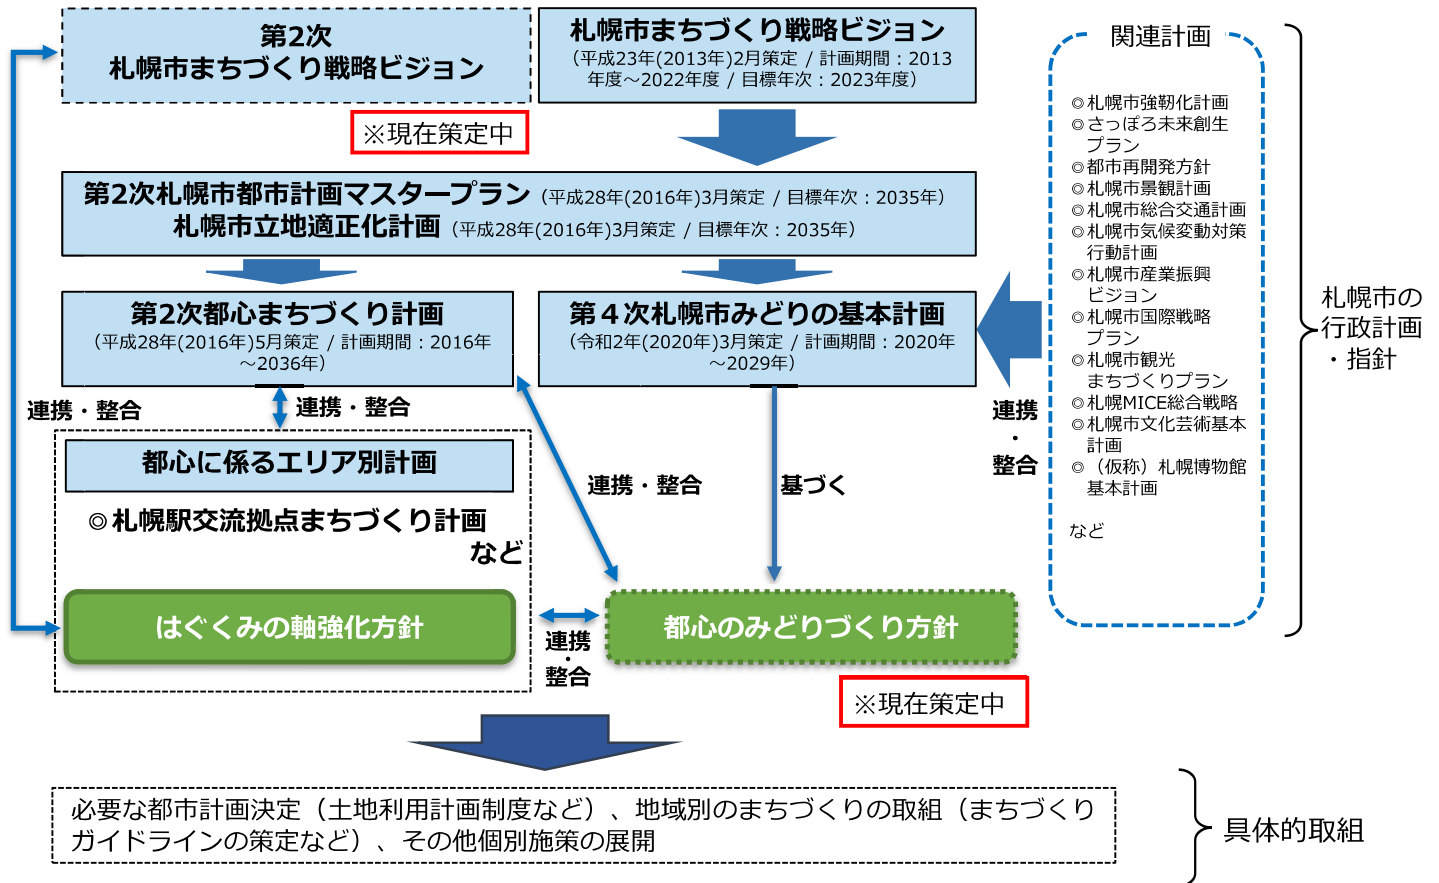 第2次
札幌市まちづくり戦略ビジョン
※現在策定中
札幌市まちづくり戦略ビジョン
（平成23年(2013年)2月策定 / 計画期間：2013
年度～2022年度 / 目標年次：2023年度）
第2次札幌市都市計画マスタープラン（平成28年(2016年)3月策定 / 目標年次：2035年）
札幌市立地適正化計画（平成28年(2016年)3月策定 / 目標年次：2035年）
第2次都心まちづくり計画
（平成28年(2016年)5月策定 / 計画期間：2016年
～2036年）
第４次札幌市みどりの基本計画
（令和2年(2020年)3月策定 / 計画期間：2020年
～2029年）
連携・整合
連携・整合
都心に係るエリア別計画
◎札幌駅交流拠点まちづくり計画
など
はぐくみの軸強化方針
連携・整合
基づく
連携
・
整合
都心のみどりづくり方針
※現在策定中
連携
・
整合
関連計画
◎札幌市強靭化計画
◎さっぽろ未来創生
プラン
◎都市再開発方針
◎札幌市景観計画
◎札幌市総合交通計画
◎札幌市気候変動対策
行動計画
◎札幌市産業振興
ビジョン
◎札幌市国際戦略
プラン
◎札幌市観光
まちづくりプラン
◎札幌MICE総合戦略
◎札幌市文化芸術基本
計画
◎（仮称）札幌博物館
基本計画
など
札幌市の
行政計画
・指針
必要な都市計画決定（土地利用計画制度など）、地域別のまちづくりの取組（まちづくり
ガイドラインの策定など）、その他個別施策の展開
具体的取組